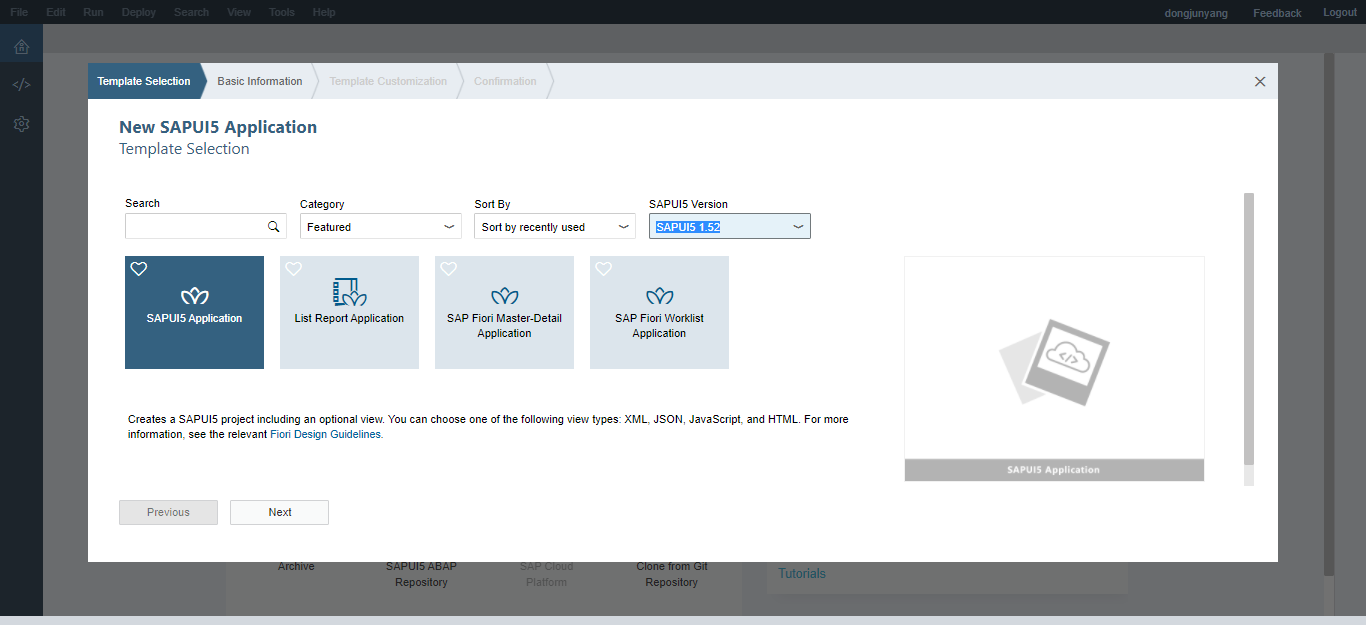 File Edit Run Deploy Search View Tools Help
dongjunyang Feedback Logout
Template Selection Basic Information Template Customization Confirmation
New SAPUI5 Application
Template Selection
Search Category Sort By SAPUI5 Version
Featured Sort by recently used SAPUI5 1.52
SAPUI5 Application
List Report Application
SAP Fiori Master-Detail
Application
SAP Fiori Worklist
Application
Creates a SAPUI5 project including an optional view. You can choose one of the following view types: XML, JSON, JavaScript, and HTML. For more
information, see the relevant Fiori Design Guidelines.
SAPUI5 Application
Previous Next
Archive
SAPUI5 ABAP
Repository
SAP Cloud
Platform
Clone from Git
Repository
Tutorials